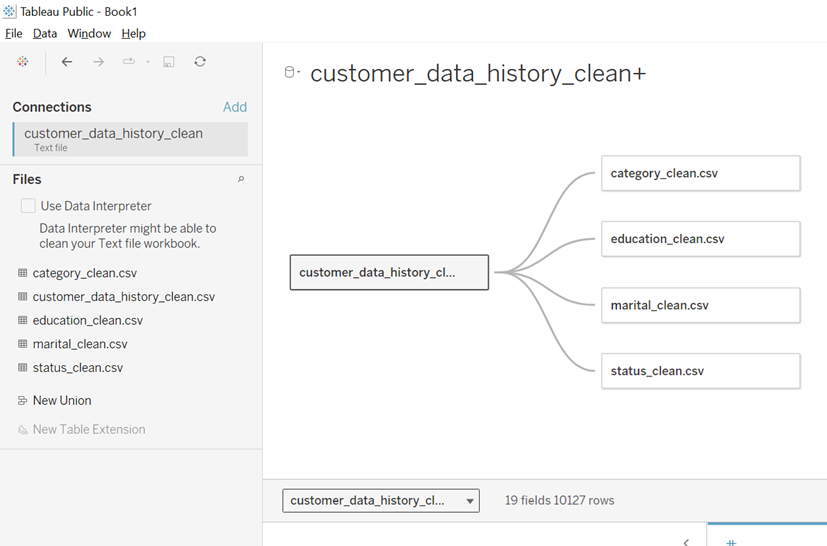 Tableau Public - Book1
File Data Window Help
Connections Add
customer_data_history_clean
Text file
Files
Use Data Interpreter
Data Interpreter might be able to
clean your Text file workbook.
category_clean.csv
customer_data_history_clean.csv
education_clean.csv
marital_clean.csv
status_clean.csv
New Union
New Table Extension
customer_data_history_clean+
customer_data_history_cl...
category_clean.csv
education_clean.csv
marital_clean.csv
status_clean.csv
customer_data_history_cl... 19 fields 10127 rows